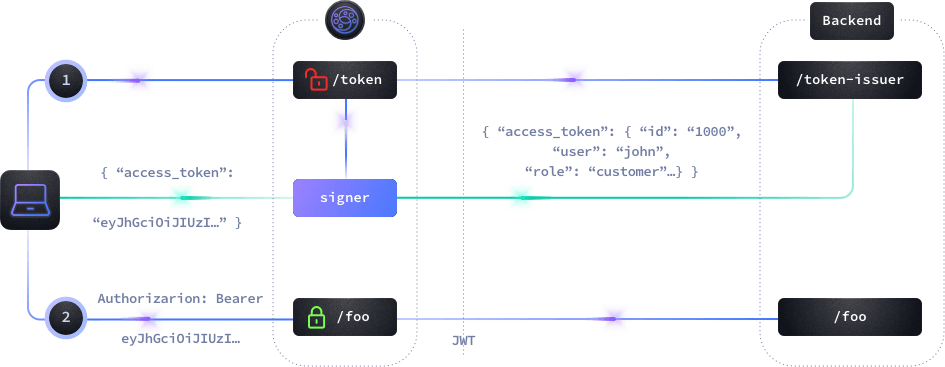 Backend
1
/token
/token-issuer
{ “access_token”: { “id”: “1000”,
“user”: “john”,
“role”: “customer”…} }
{ “access_token”:
signer
“eyJhGciOiJIUzI…” }
Authorizarion: Bearer
2
/foo
/foo
eyJhGciOiJIUzI…
JWT